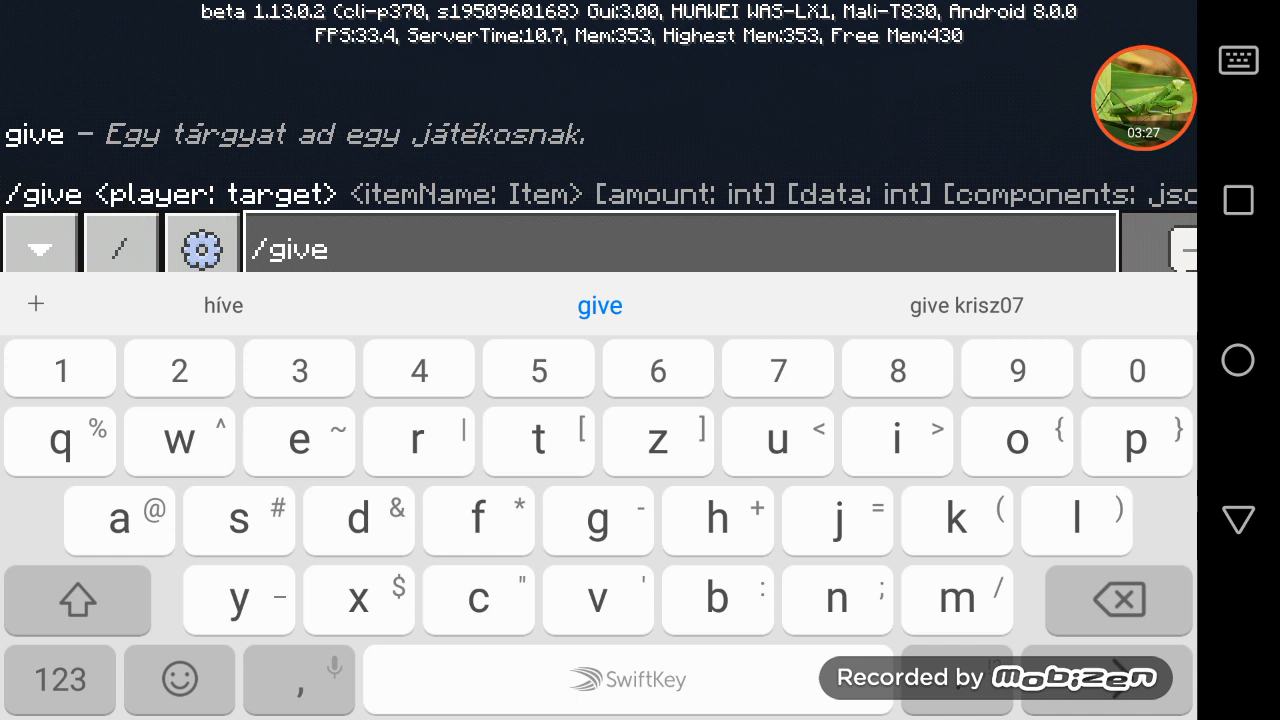 beta 1.13.0.2 (cli-p370, s1950960168) Gui:3.00, HUAWEI WAS-LX1, Mali-T830, Android 8.0.0
FPS:33.4, ServerTime:10.7, Mem:353, Highest Mem:353, Free Mem:430
03:27
give – Egy tárgyat ad egy játékosnak.
/give <player: target> <itemName: Item> [amount: int] [data: int] [components: jsc
/ /give
+ híve give give krisz07
1 2 3 4 5 6 7 8 9 0
q % w ^ e ~ r | t [ z ] u < i > o { p }
a @ s # d & f * g - h + j = k ( l )
y _ x $ c " v ' b : n ; m /
123 , SwiftKey
Recorded by mobizen